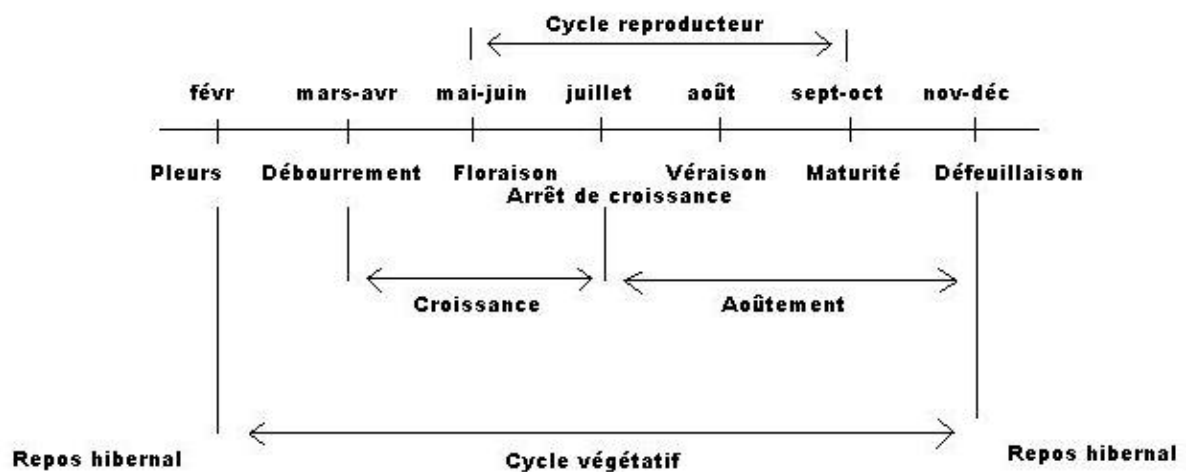 Cycle reproducteur
févr mars-avr mai-juin juillet août sept-oct nov-déc
Pleurs Débourrement Floraison Véraison Maturité Défeuillaison
Arrêt de croissance
Croissance Aoûtement
Repos hibernal Cycle végétatif Repos hibernal